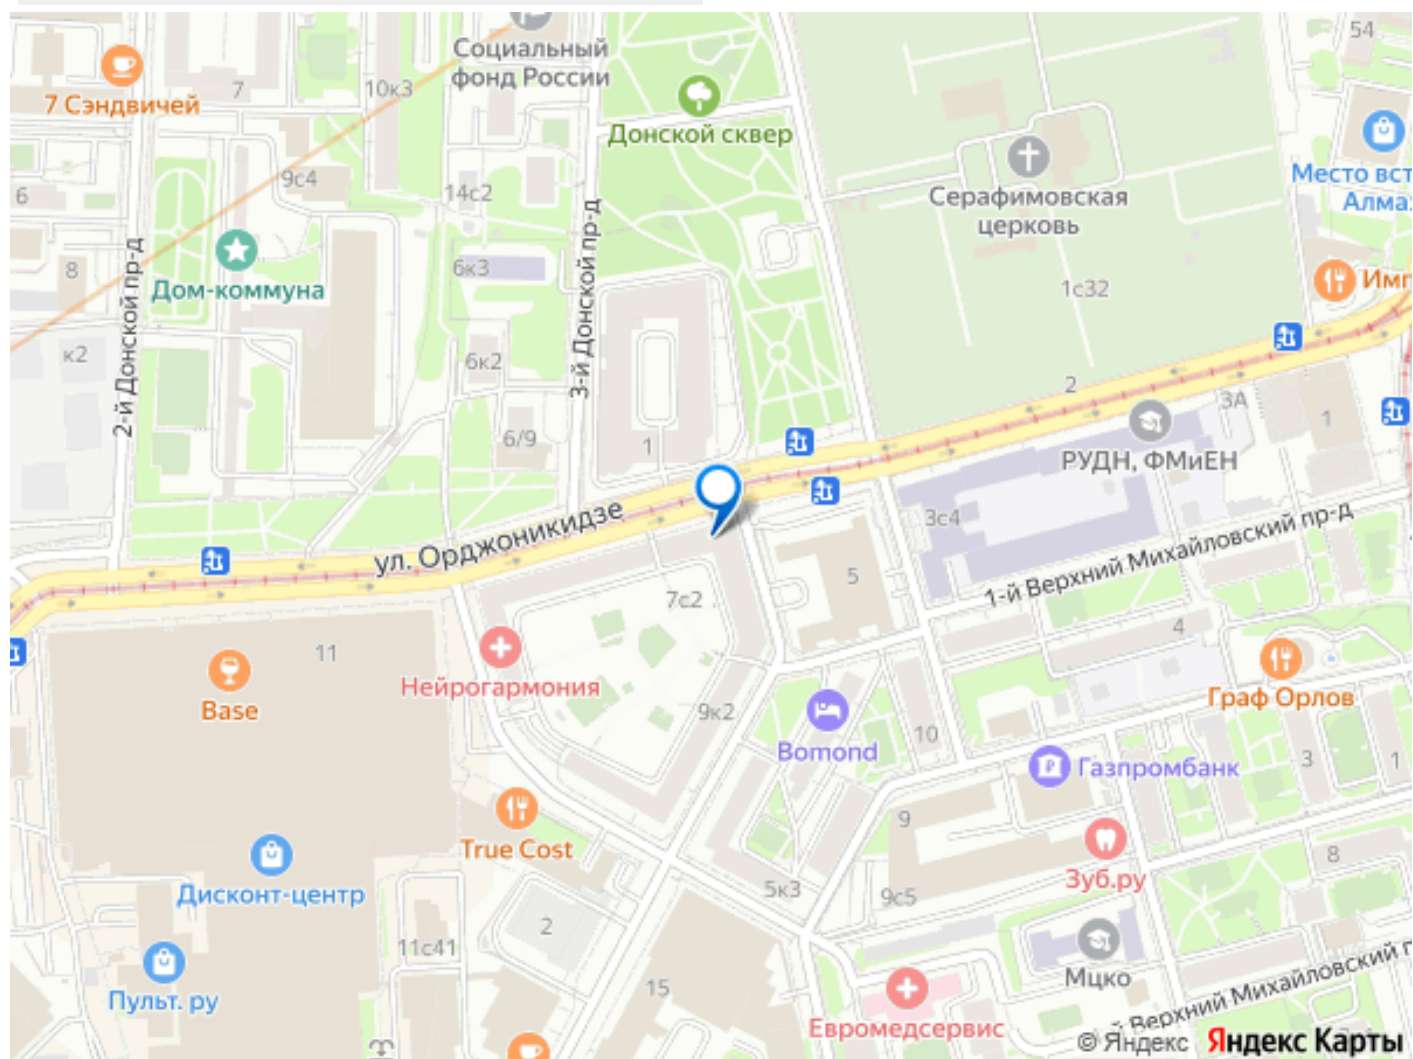 54
Социальный
фонд России
7 Сэндвичей
7
10к3
Донской сквер
Место вст
Алма
9с4
14с2
Серафимовская
церковь
6
8
2-й Донской пр-д
3-й Донской пр-д
6к3
Дом-коммуна
1с32
Имп
к2
6к2
2
3А
1
6/9
1
РУДН, ФМиЕН
ул. Орджоникидзе
3с4
1-й Верхний Михайловский пр-д
5
7с2
4
11
Нейрогармония
Base
9к2
Граф Орлов
Bomond
10
Газпромбанк
3
1
9
True Cost
Зуб.ру
8
Дисконт-центр
5к3
9с5
2
11с41
Мцко
15
Пульт. ру
Евромедсервис
-й Верхний Михайловский п
© Яндекс Яндекс Карты